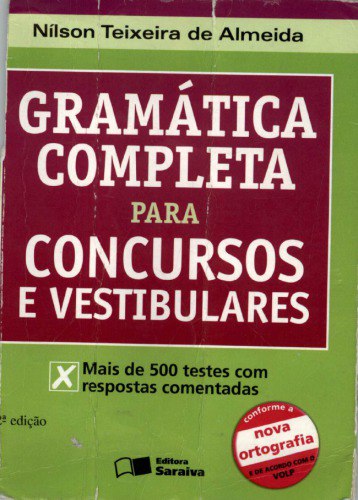 Nílson Teixeira de Almeida
GRAMÁTICA
COMPLETA
PARA
CONCURSOS
E VESTIBULARES
X Mais de 500 testes com
respostas comentadas
2ª edição
conforme a
nova
ortografia
E DE ACORDO COM O
VOLP
Editora
Saraiva